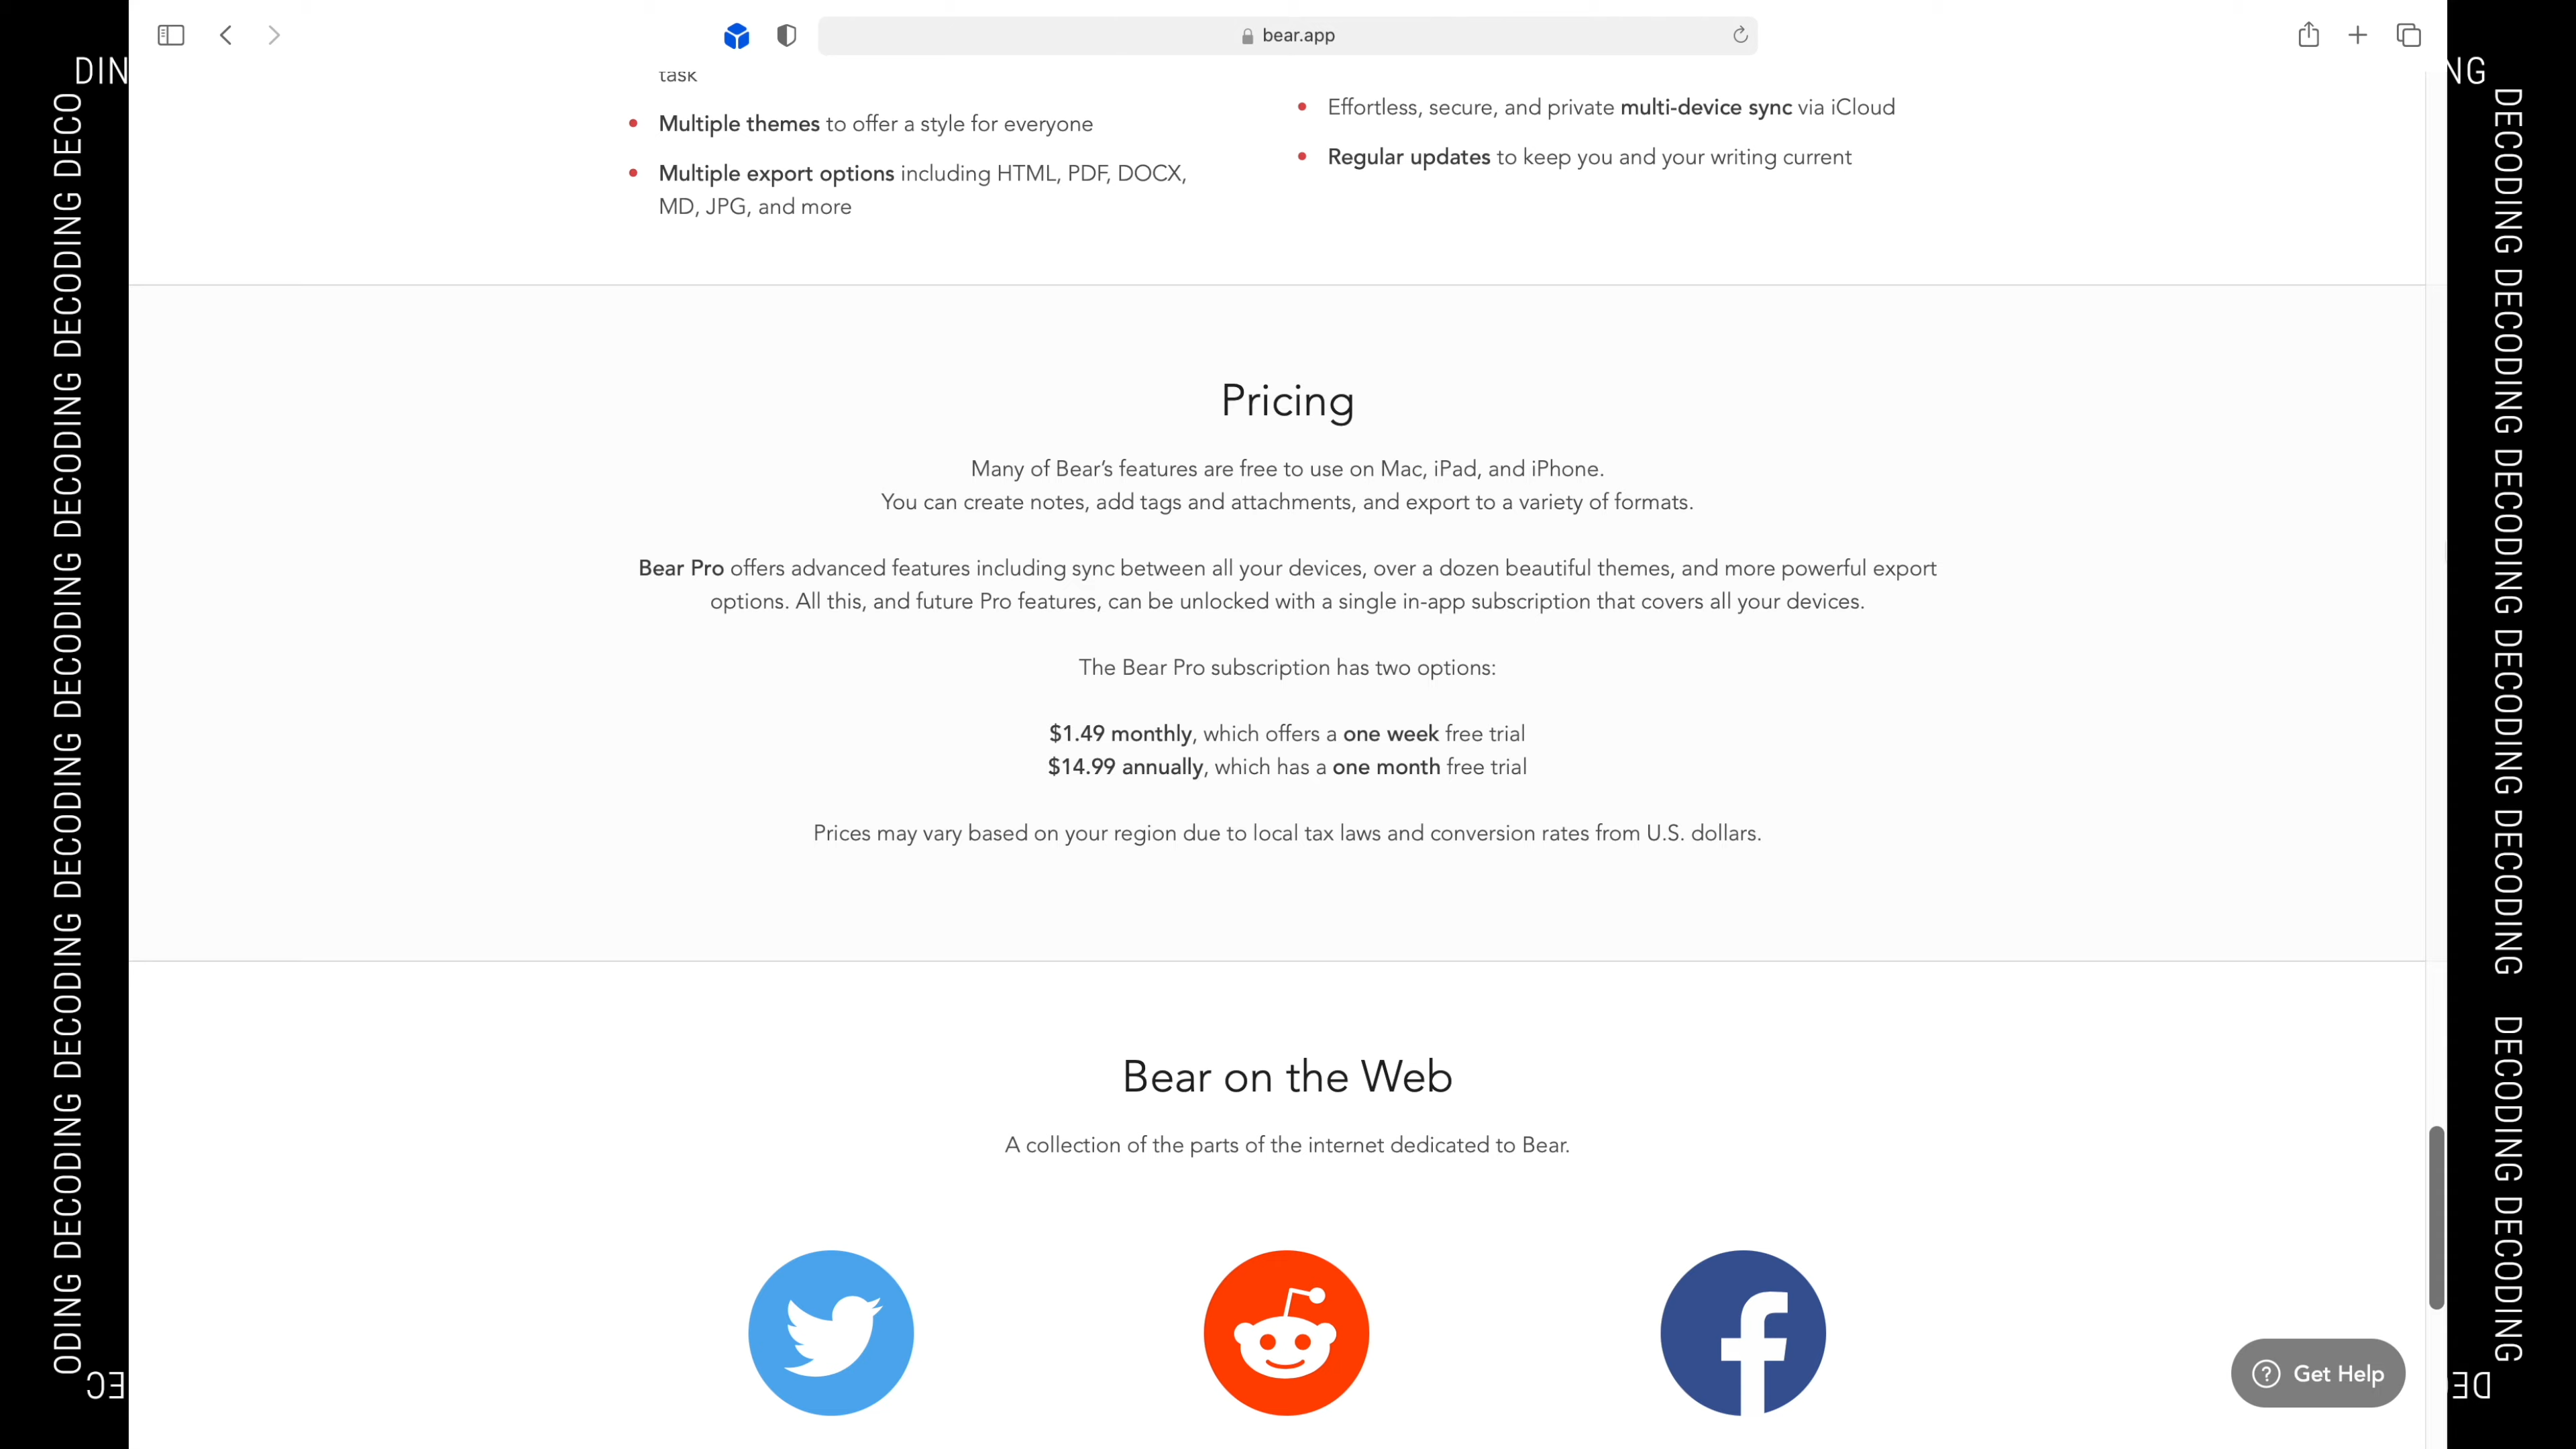 bear.app
DIN
NG
task
Multiple themes to offer a style for everyone
Multiple export options including HTML, PDF, DOCX,
MD, JPG, and more
Effortless, secure, and private multi-device sync via iCloud
Regular updates to keep you and your writing current
Pricing
Many of Bear’s features are free to use on Mac, iPad, and iPhone.
You can create notes, add tags and attachments, and export to a variety of formats.
Bear Pro offers advanced features including sync between all your devices, over a dozen beautiful themes, and more powerful export
options. All this, and future Pro features, can be unlocked with a single in-app subscription that covers all your devices.
The Bear Pro subscription has two options:
$1.49 monthly, which offers a one week free trial
$14.99 annually, which has a one month free trial
Prices may vary based on your region due to local tax laws and conversion rates from U.S. dollars.
Bear on the Web
A collection of the parts of the internet dedicated to Bear.
Get Help
ODING DECODING DECODING DECODING DECODING DECODING DECODING DECO
DECODING DECODING DECODING DECODING DECODING DECODING DECODING
EC
DE